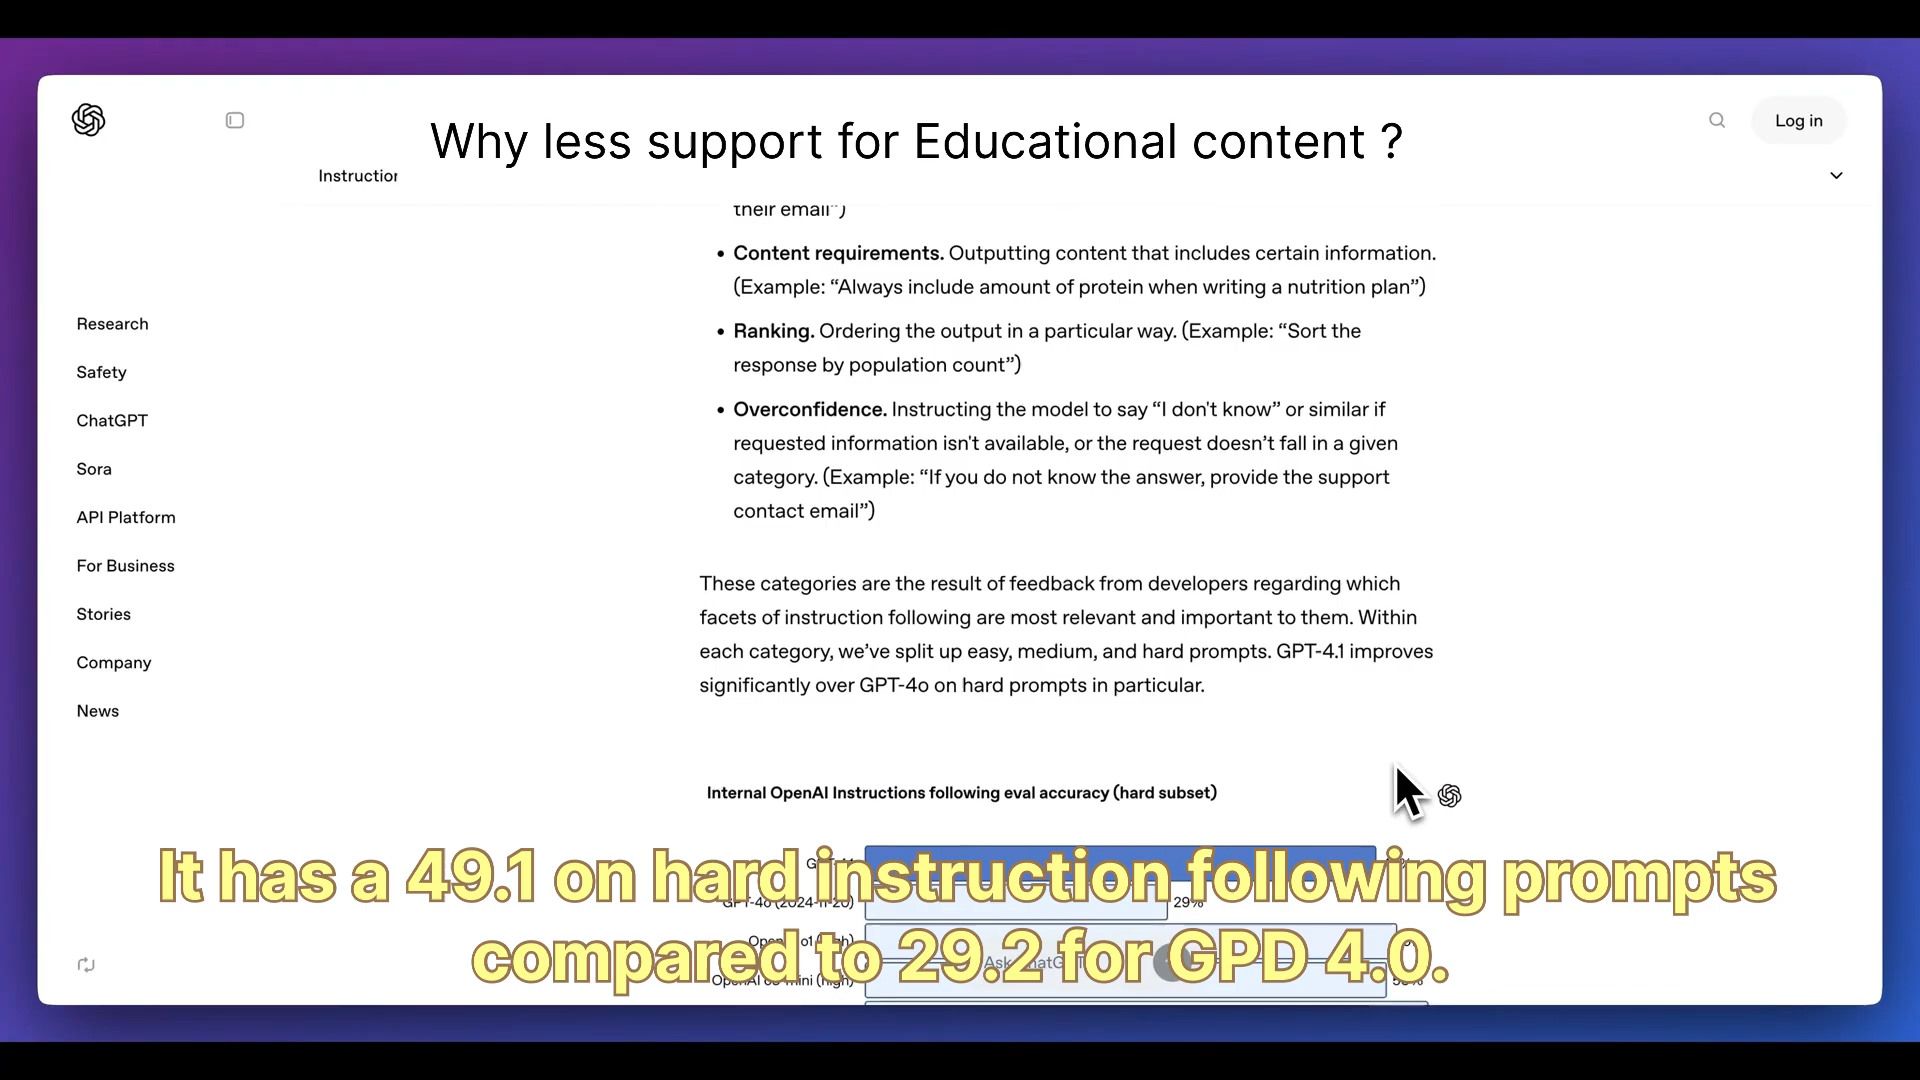 Why less support for Educational content ?
Log in
Instruction
their email”)
Research
Safety
ChatGPT
Sora
API Platform
For Business
Stories
Company
News
• Content requirements. Outputting content that includes certain information.
(Example: “Always include amount of protein when writing a nutrition plan”)
• Ranking. Ordering the output in a particular way. (Example: “Sort the
response by population count”)
• Overconfidence. Instructing the model to say “I don't know” or similar if
requested information isn't available, or the request doesn’t fall in a given
category. (Example: “If you do not know the answer, provide the support
contact email”)
These categories are the result of feedback from developers regarding which
facets of instruction following are most relevant and important to them. Within
each category, we’ve split up easy, medium, and hard prompts. GPT-4.1 improves
significantly over GPT-4o on hard prompts in particular.
Internal OpenAI Instructions following eval accuracy (hard subset)
GPT-4o (2024-11-20) 29%
It has a 49.1 on hard instruction following prompts
compared to 29.2 for GPD 4.0.